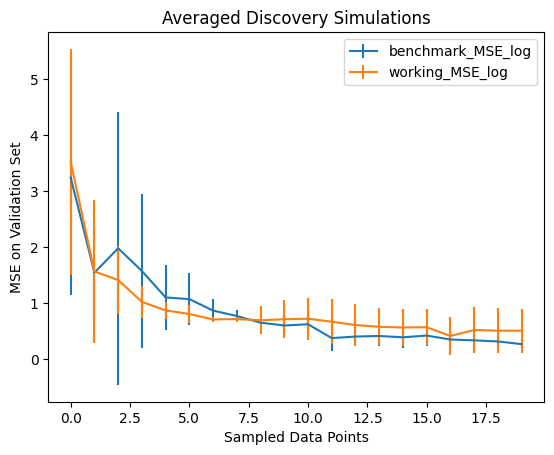 Averaged Discovery Simulations
benchmark_MSE_log
working_MSE_log
MSE on Validation Set
5
4
3
2
1
0
0.0 2.5 5.0 7.5 10.0 12.5 15.0 17.5
Sampled Data Points